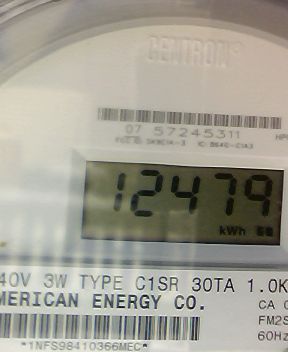 CENTRON®
07 57245311
12479
kWh
40V 3W TYPE C1SR 30TA 1.0K
MERICAN ENERGY CO.
CA
FM2S
60Hz
*1NFS98410366MEC*